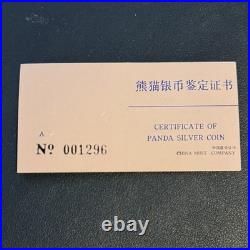 熊猫银币鉴定证书
CERTIFICATE OF
PANDA SILVER COIN
CHINA MINT COMPANY
A
Nº 001296